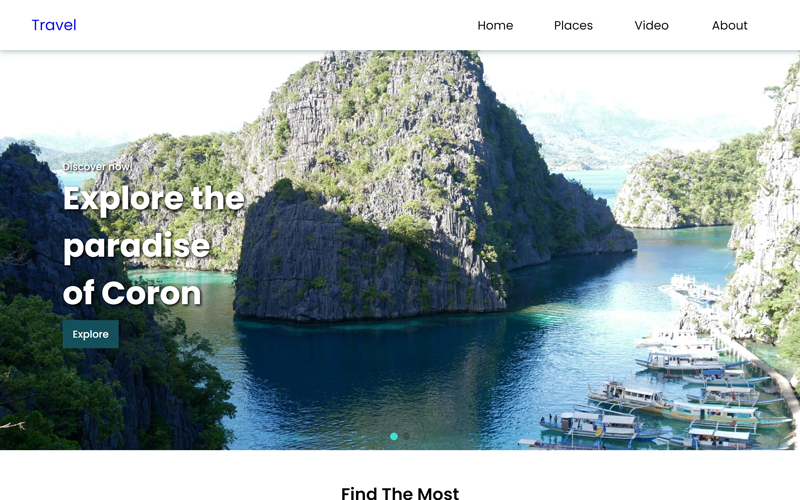 Travel
Home
Places
Video
About
Discover now!
Explore the
paradise
of Coron
Explore
Find The Most